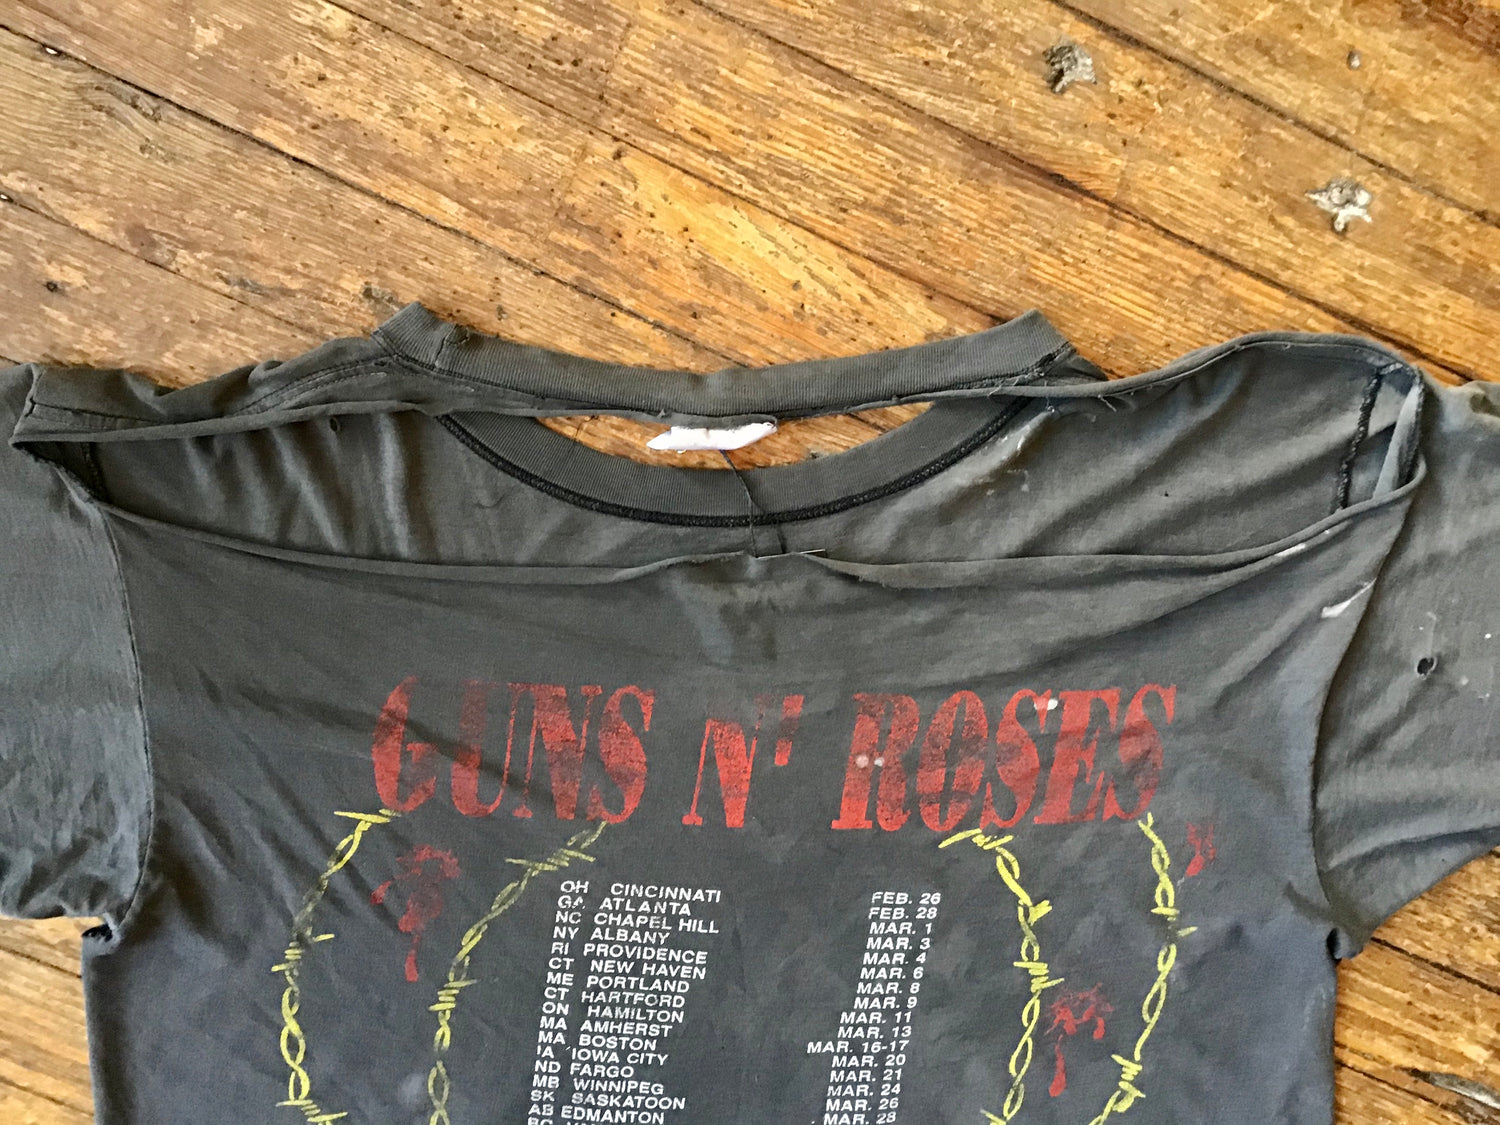 GUNS N' ROSES
OH CINCINNATI FEB. 26
GA ATLANTA FEB. 28
NC CHAPEL HILL MAR. 1
NY ALBANY MAR. 3
RI PROVIDENCE MAR. 4
CT NEW HAVEN MAR. 6
ME PORTLAND MAR. 8
CT HARTFORD MAR. 9
ON HAMILTON MAR. 11
MA AMHERST MAR. 13
MA BOSTON MAR. 16-17
IA IOWA CITY MAR. 20
ND FARGO MAR. 21
MB WINNIPEG MAR. 24
SK SASKATOON MAR. 26
AB EDMANTON MAR. 28